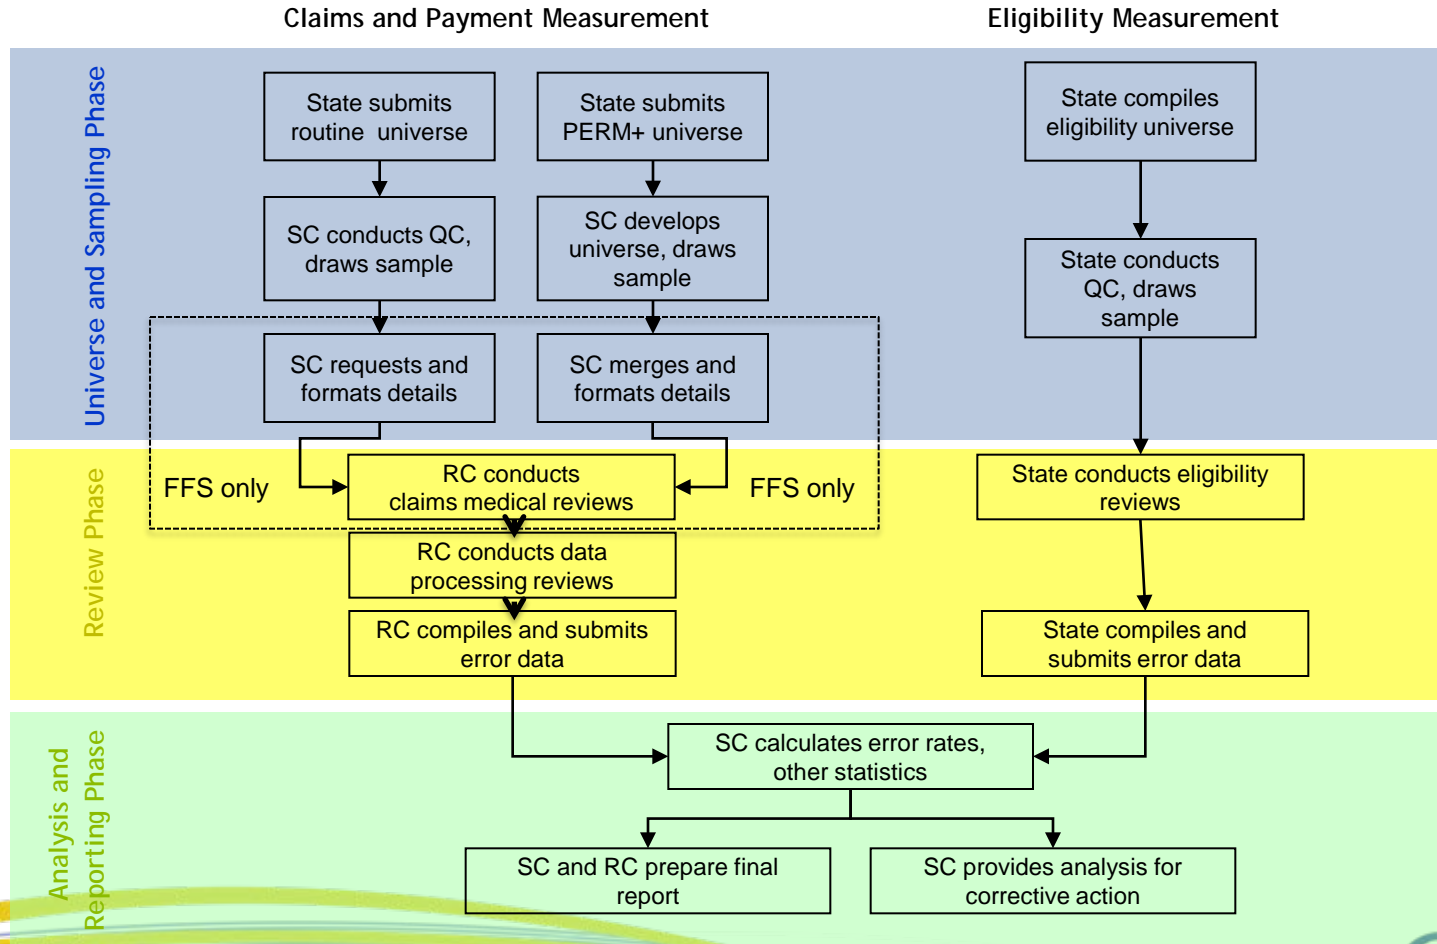 Claims and Payment Measurement
Eligibility Measurement
Universe and Sampling Phase
State submits
routine universe
State submits
PERM+ universe
State compiles
eligibility universe
SC conducts QC,
draws sample
SC develops
universe, draws
sample
State conducts
QC, draws
sample
SC requests and
formats details
SC merges and
formats details
Review Phase
FFS only
RC conducts
claims medical reviews
FFS only
State conducts eligibility
reviews
RC conducts data
processing reviews
RC compiles and submits
error data
State compiles and
submits error data
Analysis and
Reporting Phase
SC calculates error rates,
other statistics
SC and RC prepare final
report
SC provides analysis for
corrective action